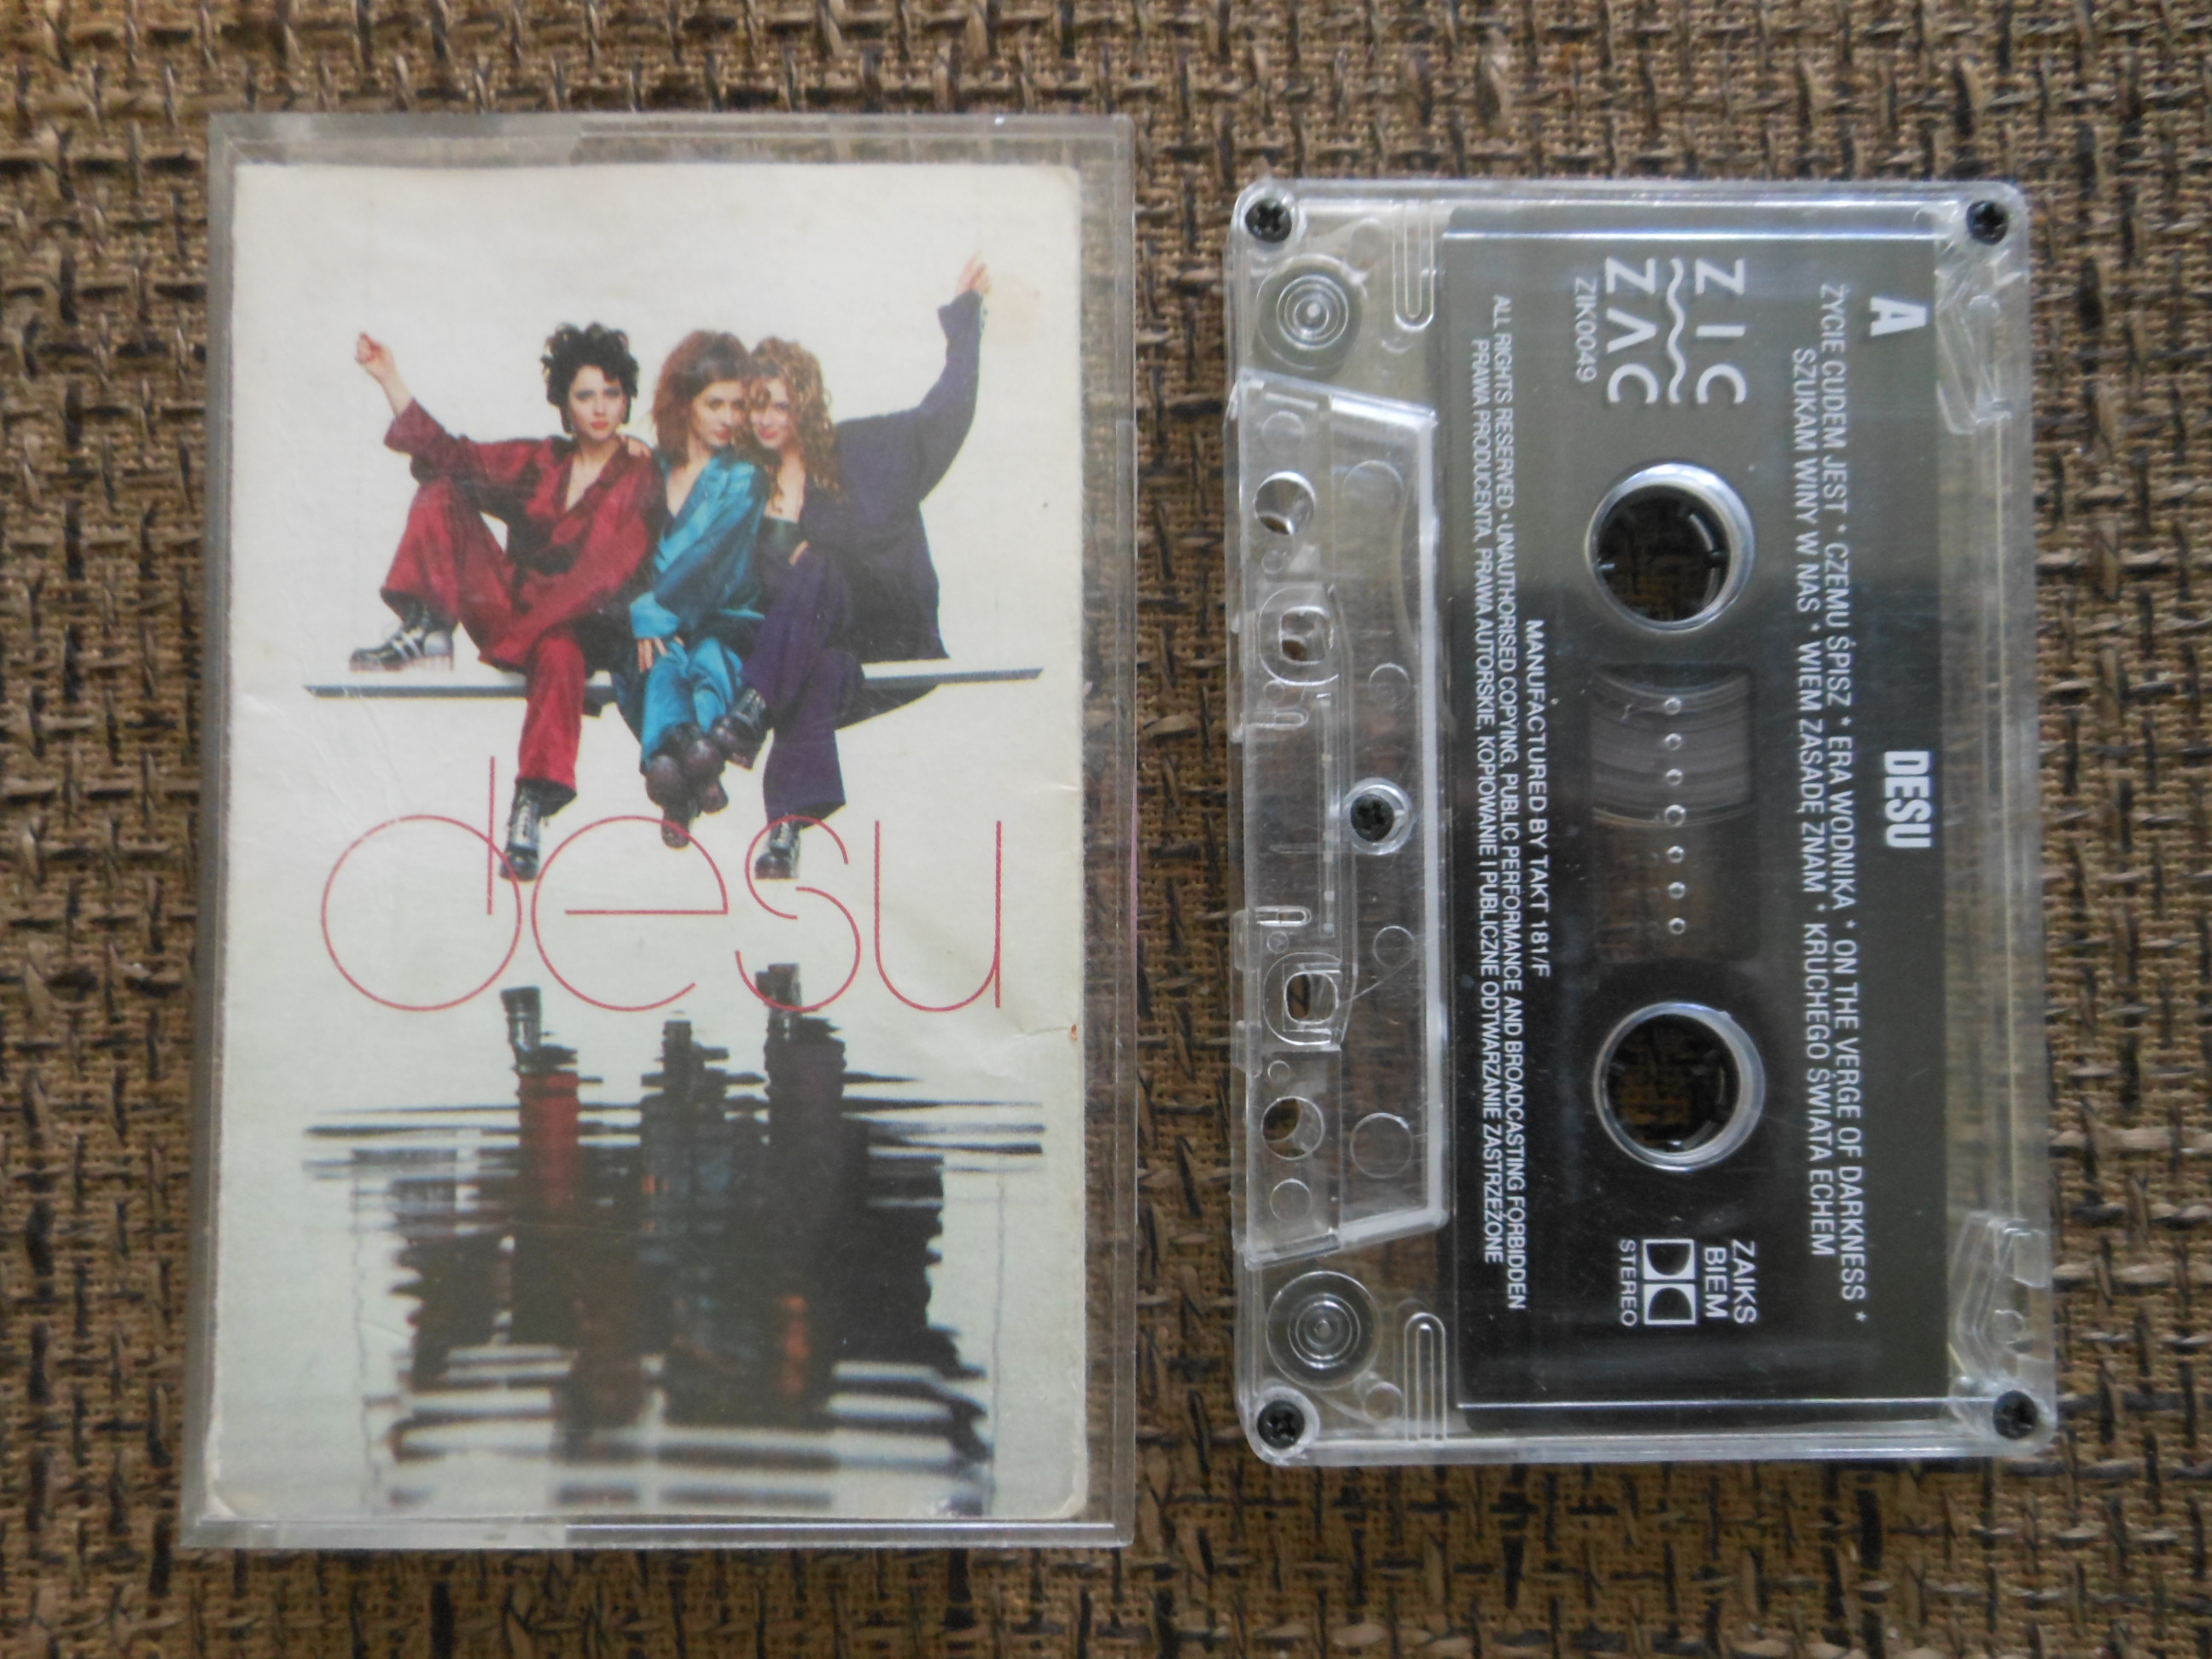 desu
A
DESU
ŻYCIE CUDEM JEST * CZEMU ŚPISZ * ERA WODNIKA * ON THE VERGE OF DARKNESS *
SZUKAM WINY W NAS * WIEM ZASADĘ ZNAM * KRUCHEGO ŚWIATA ECHEM
ZIC
ZAC
ZIK0049
ZAIKS
BIEM
STEREO
MANUFACTURED BY TAKT 181/F
ALL RIGHTS RESERVED · UNAUTHORISED COPYING, PUBLIC PERFORMANCE AND BROADCASTING FORBIDDEN
PRAWA PRODUCENTA, PRAWA AUTORSKIE, KOPIOWANIE I PUBLICZNE ODTWARZANIE ZASTRZEŻONE